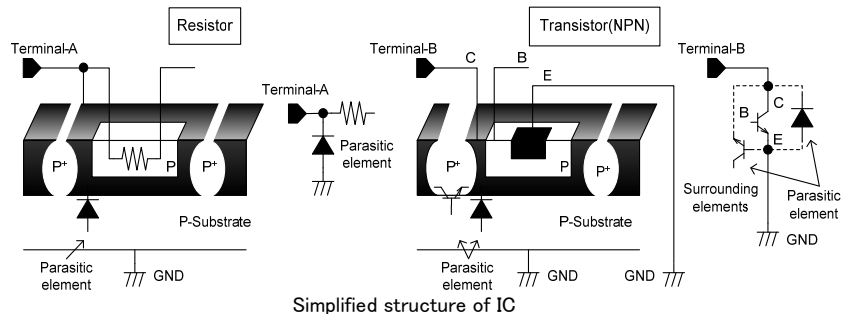 Resistor
Terminal-A
P+
P
P+
P-Substrate
Parasitic
element
GND
Terminal-A
Parasitic
element
Transistor(NPN)
Terminal-B
C
B
E
P+
P
P+
P-Substrate
Parasitic
element
GND
GND
Terminal-B
C
B
E
Surrounding
elements
Parasitic
element
GND
Simplified structure of IC